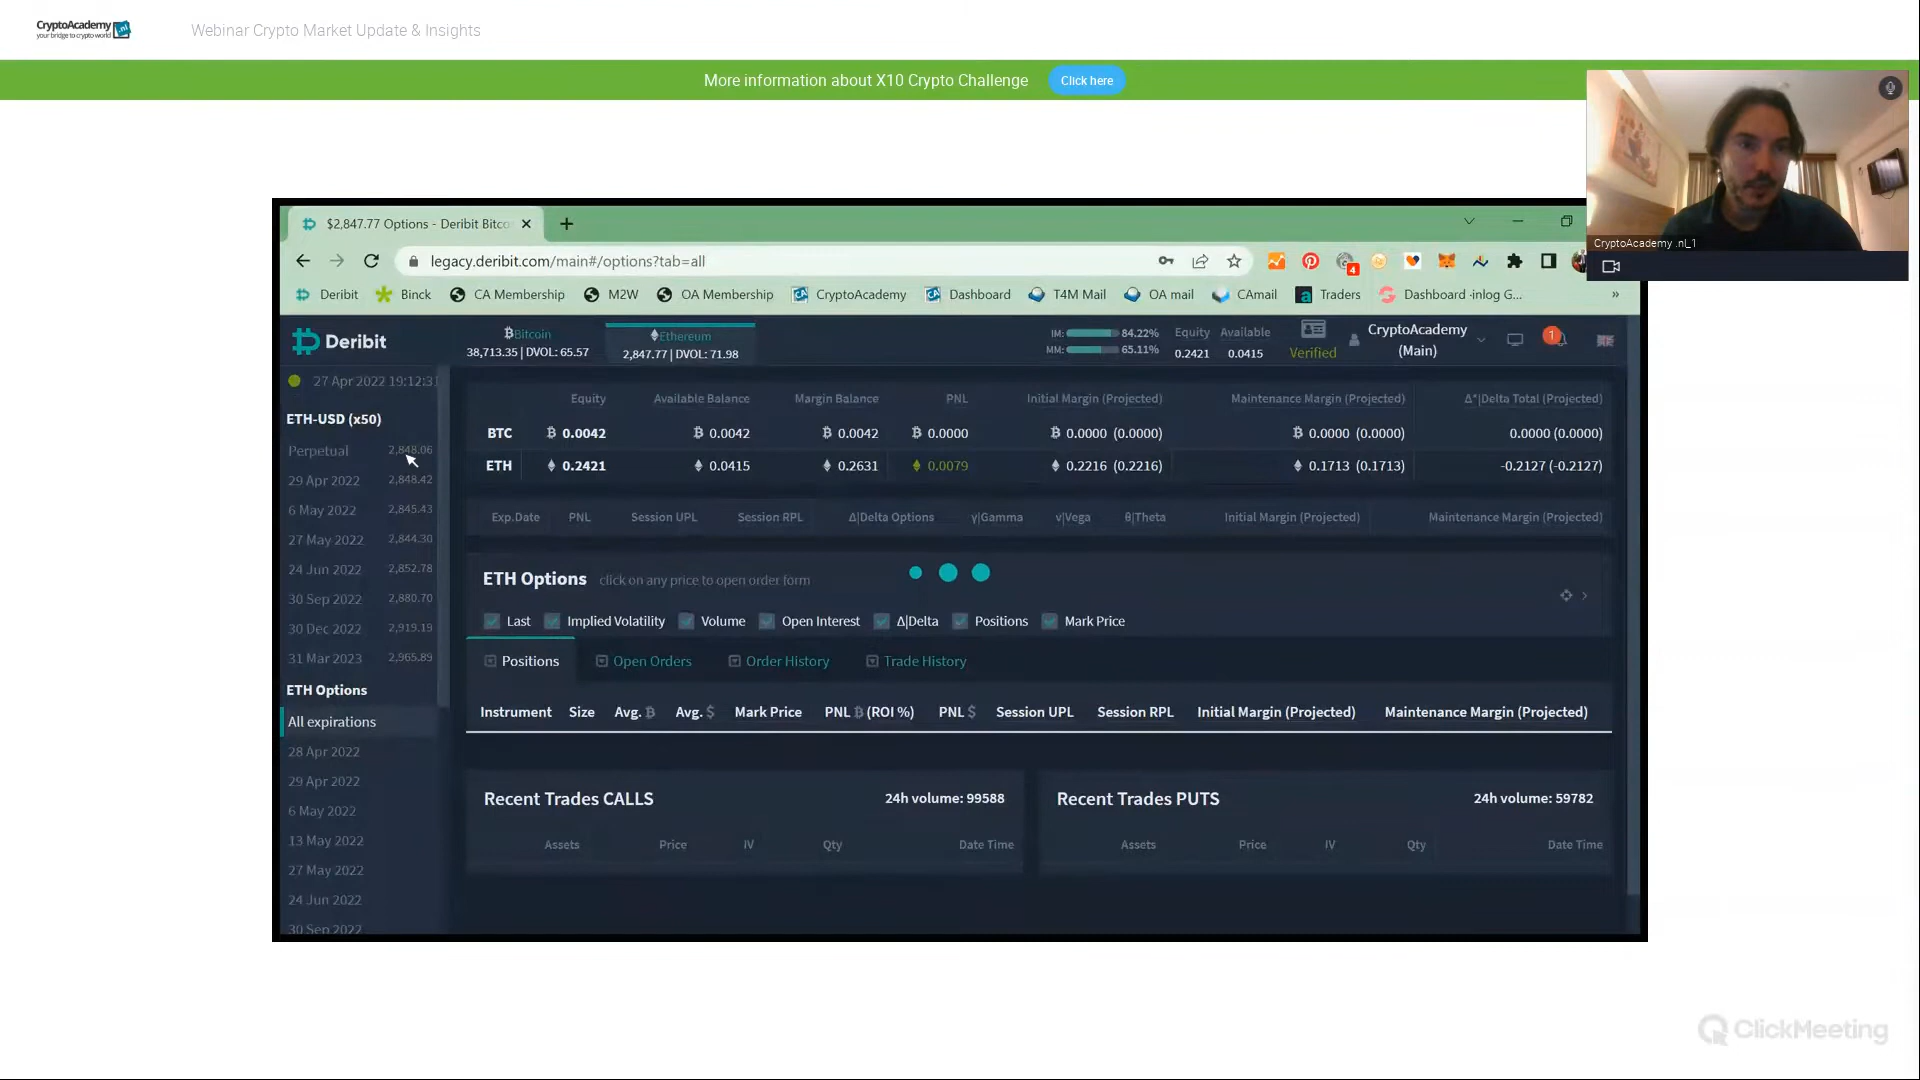 CryptoAcademy .nl
your bridge to crypto world
Webinar Crypto Market Update & Insights
More information about X10 Crypto Challenge Click here
CryptoAcademy .nl_1
$2,847.77 Options - Deribit Bitco
legacy.deribit.com/main#/options?tab=all
4
Deribit Binck CA Membership M2W OA Membership CryptoAcademy Dashboard T4M Mail OA mail CAmail Traders Dashboard ·inlog G... »
Deribit
Bitcoin
38,713.35 | DVOL: 65.57
Ethereum
2,847.77 | DVOL: 71.98
IM: 84.22%
MM: 65.11%
Equity Available
0.2421 0.0415
Verified
CryptoAcademy
(Main)
1
27 Apr 2022 19:12:31
ETH-USD (x50)
Perpetual 2,848.06
29 Apr 2022 2,848.42
6 May 2022 2,845.43
27 May 2022 2,844.30
24 Jun 2022 2,852.78
30 Sep 2022 2,880.70
30 Dec 2022 2,919.19
31 Mar 2023 2,965.89
ETH Options
All expirations
28 Apr 2022
29 Apr 2022
6 May 2022
13 May 2022
27 May 2022
24 Jun 2022
30 Sep 2022
Equity Available Balance Margin Balance PNL Initial Margin (Projected) Maintenance Margin (Projected) Δ*|Delta Total (Projected)
BTC ₿ 0.0042 ₿ 0.0042 ₿ 0.0042 ₿ 0.0000 ₿ 0.0000 (0.0000) ₿ 0.0000 (0.0000) 0.0000 (0.0000)
ETH 0.2421 0.0415 0.2631 0.0079 0.2216 (0.2216) 0.1713 (0.1713) -0.2127 (-0.2127)
Exp.Date PNL Session UPL Session RPL Δ|Delta Options γ|Gamma ν|Vega θ|Theta Initial Margin (Projected) Maintenance Margin (Projected)
ETH Options click on any price to open order form
Last Implied Volatility Volume Open Interest Δ|Delta Positions Mark Price
Positions Open Orders Order History Trade History
Instrument Size Avg. ₿ Avg. $ Mark Price PNL ₿ (ROI %) PNL $ Session UPL Session RPL Initial Margin (Projected) Maintenance Margin (Projected)
Recent Trades CALLS 24h volume: 99588
Assets Price IV Qty Date Time
Recent Trades PUTS 24h volume: 59782
Assets Price IV Qty Date Time
ClickMeeting